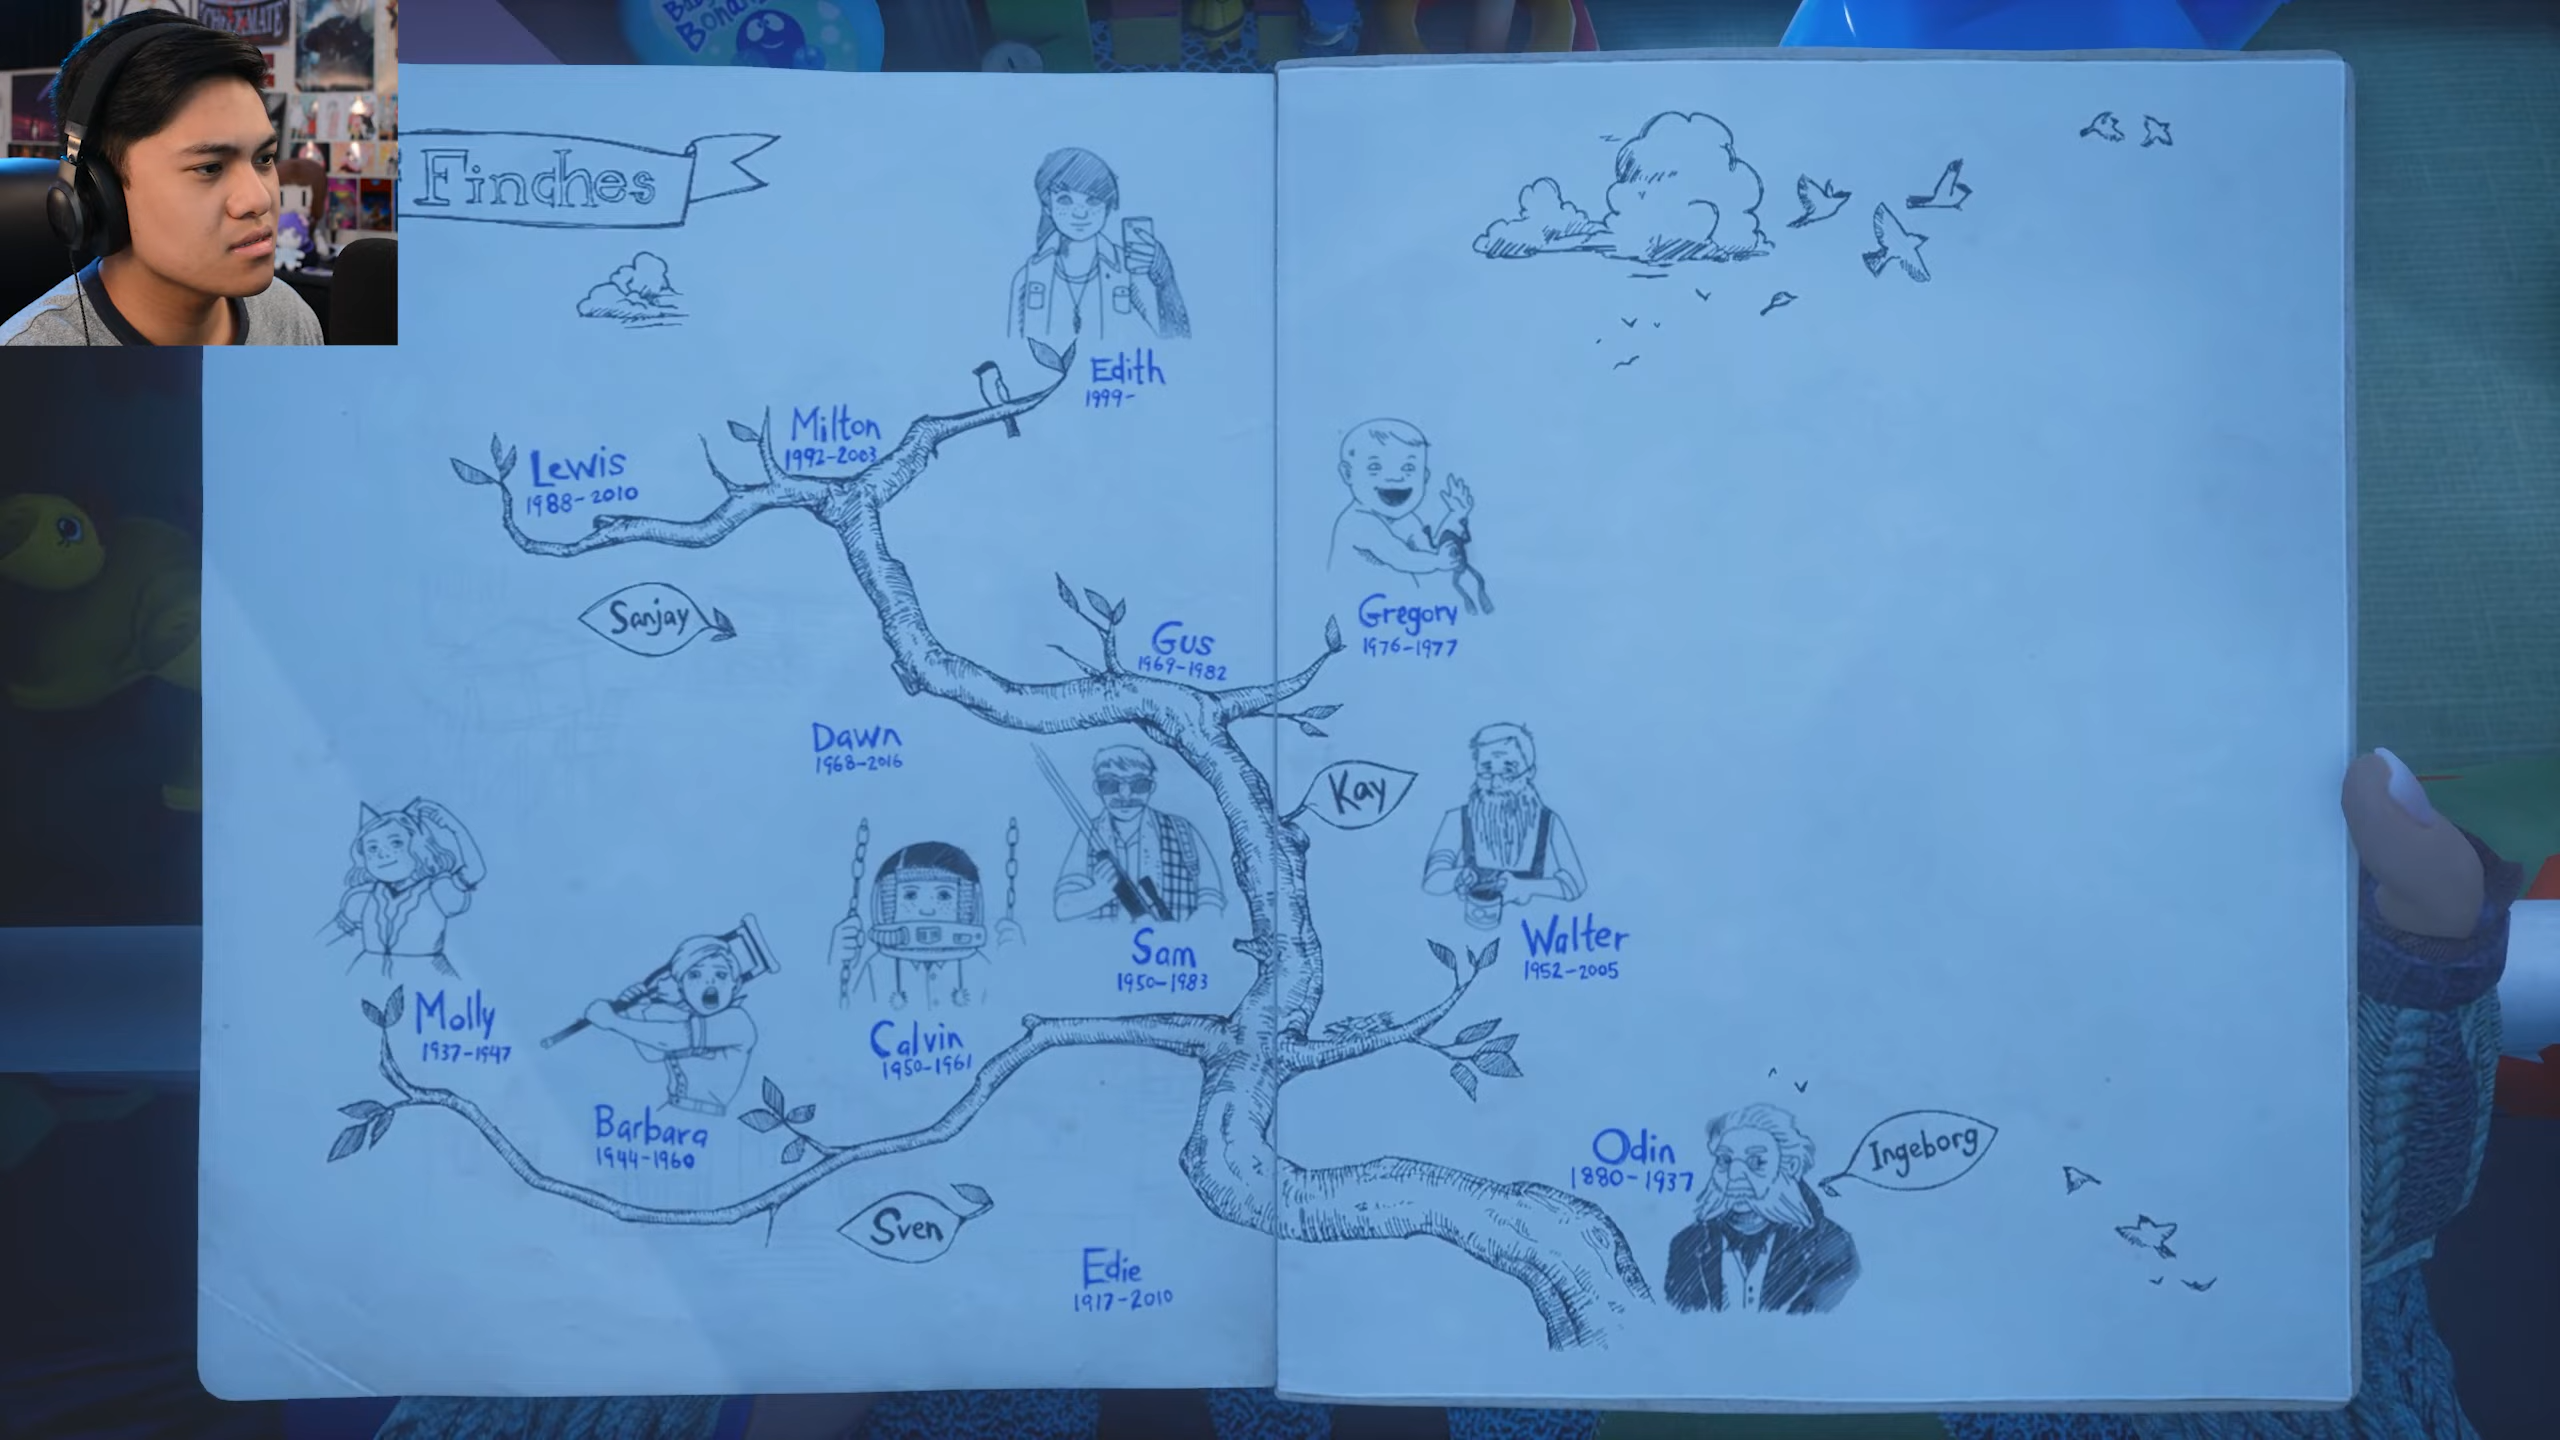 Finches
Edith
1999-
Milton
1992-2003
Lewis
1988-2010
Sanjay
Gregory
1976-1977
Gus
1969-1982
Dawn
1968-2016
Kay
Sam
1950-1983
Walter
1952-2005
Molly
1937-1947
Calvin
1950-1961
Barbara
1944-1960
Odin
1880-1937
Ingeborg
Sven
Edie
1917-2010